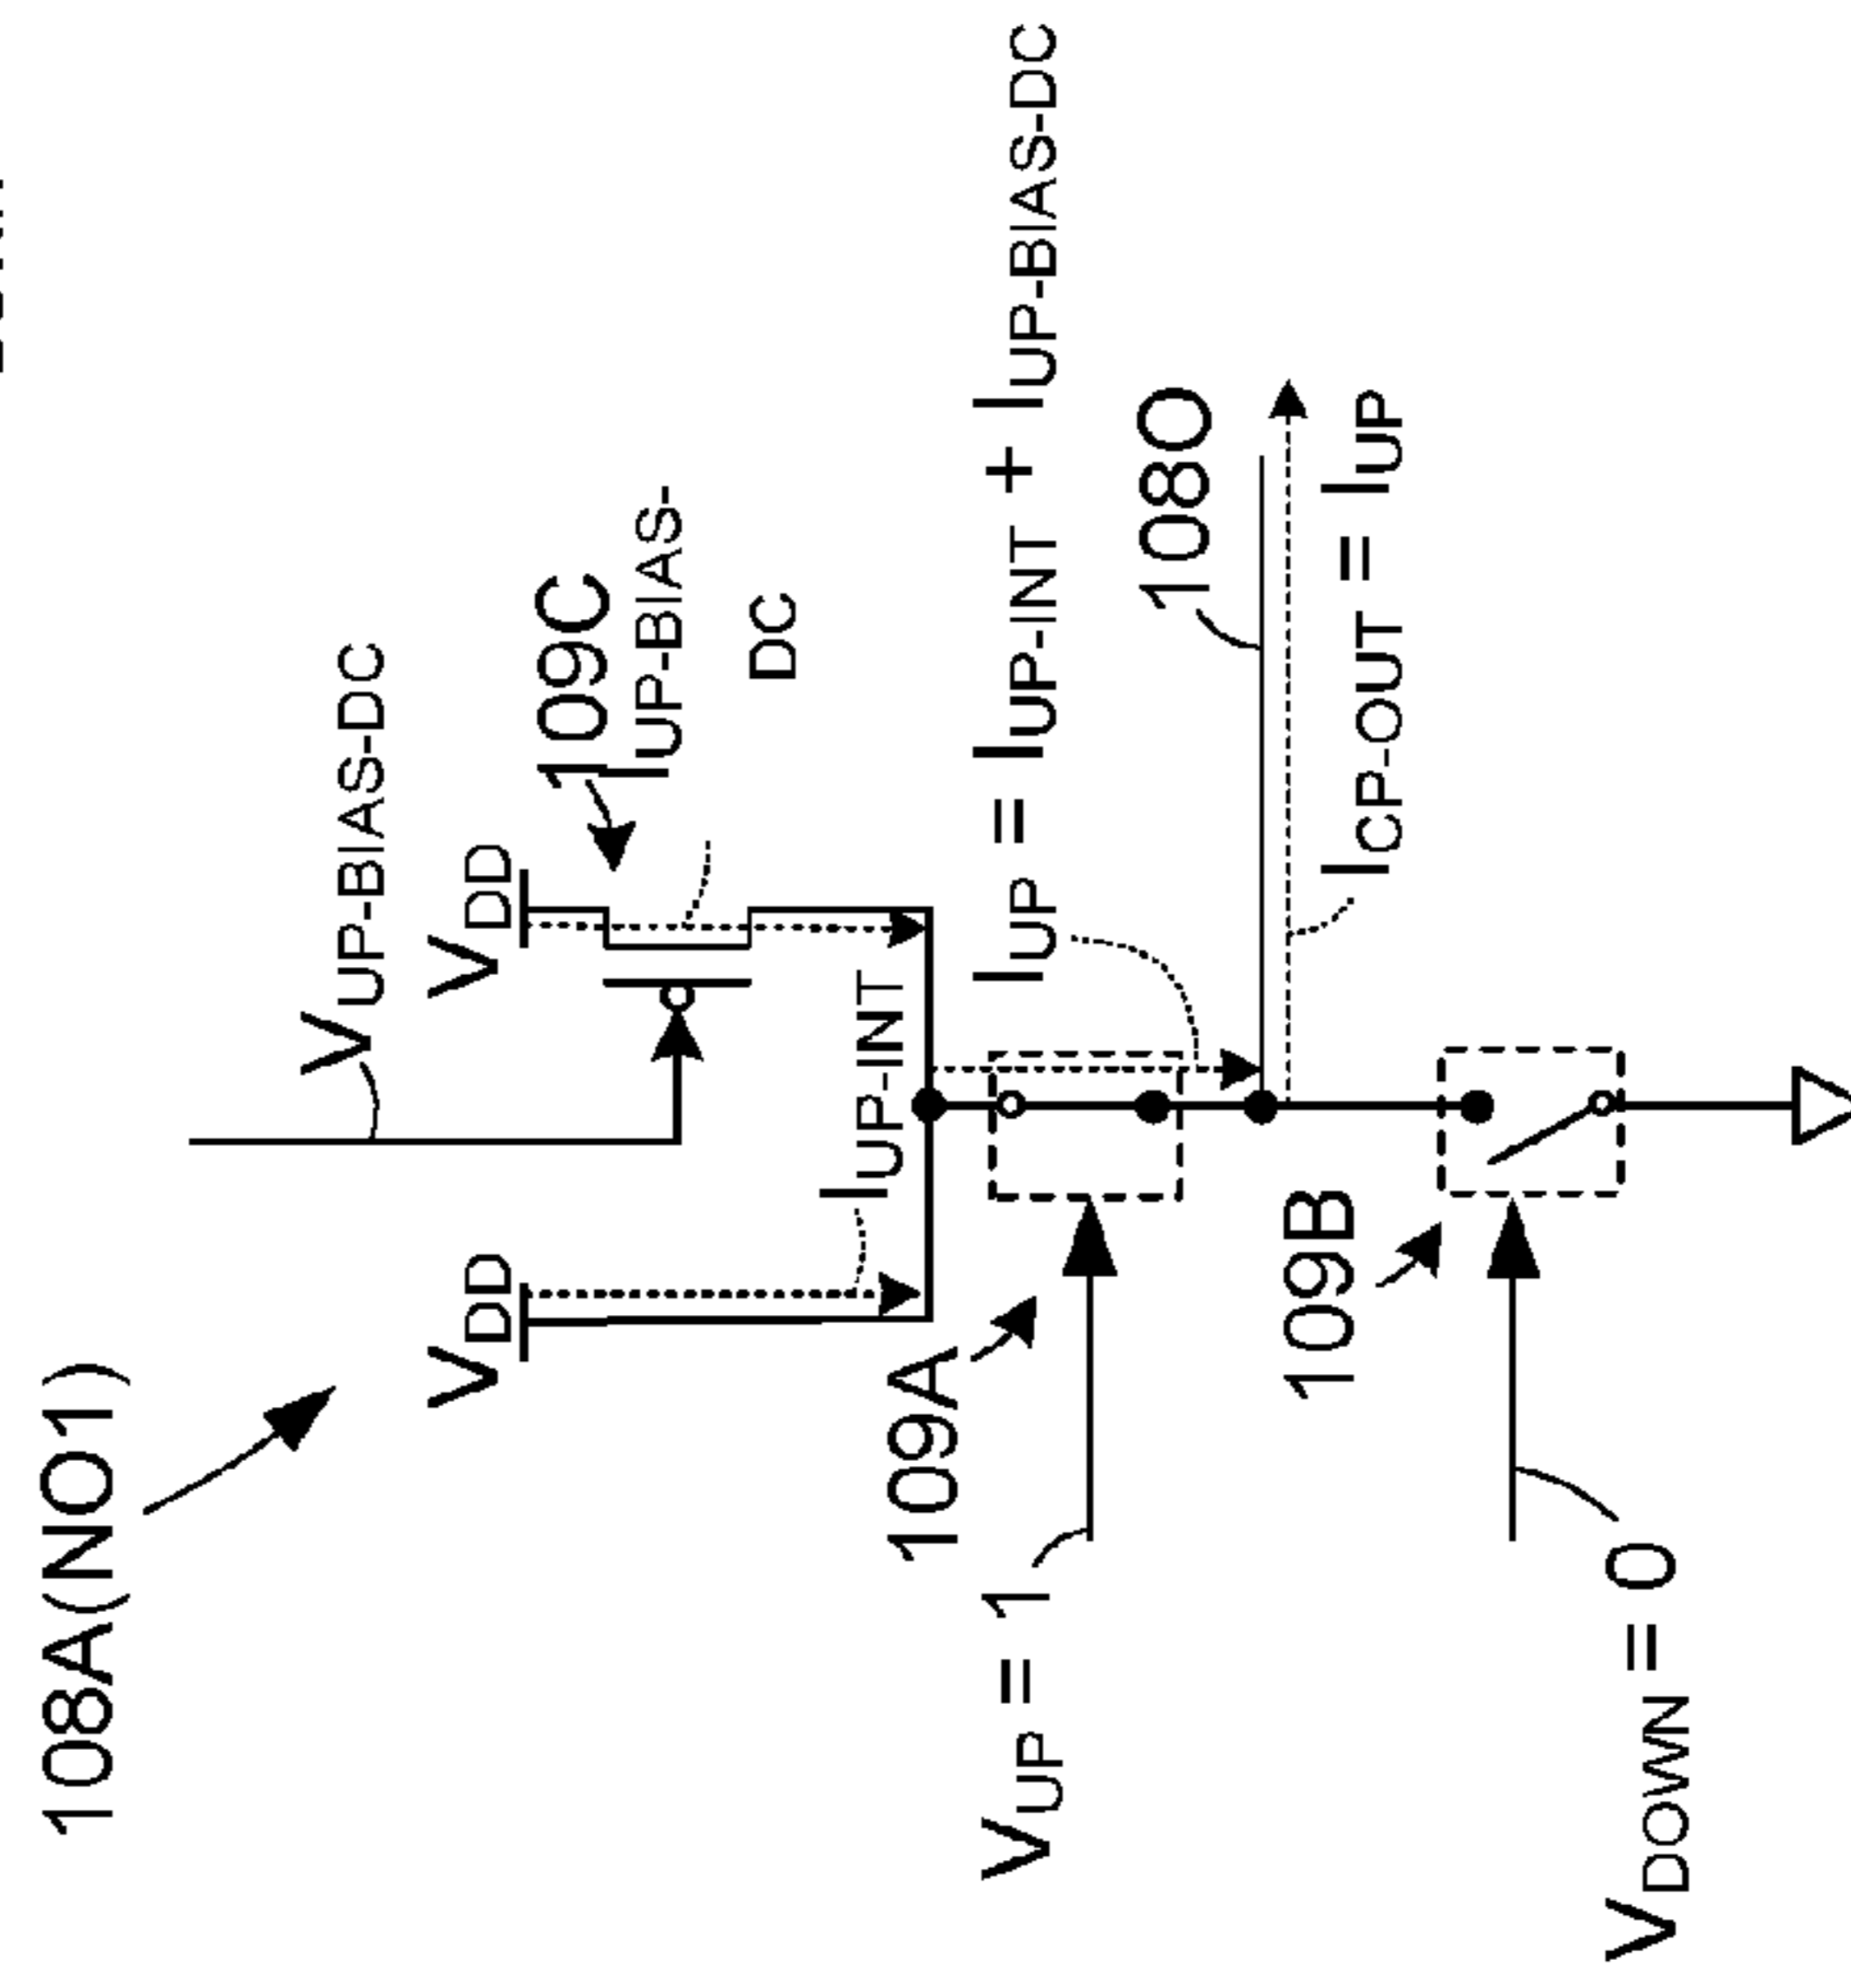 108A(NO1)
VUP-BIAS-DC
VDD
VDD
109C
IUP-BIAS-
DC
IUP-INT
109A
IUP = IUP-INT + IUP-BIAS-DC
VUP = 1
108O
109B
ICP-OUT = IUP
VDOWN = 0